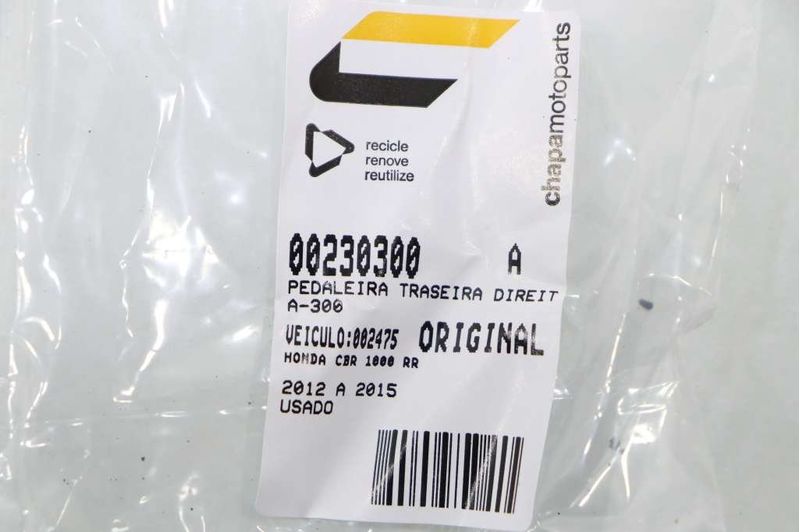 chapamotoparts
recicle
renove
reutilize
00230300 A
PEDALEIRA TRASEIRA DIREIT
A-300
VEICULO:002475 ORIGINAL
HONDA CBR 1000 RR
2012 A 2015
USADO